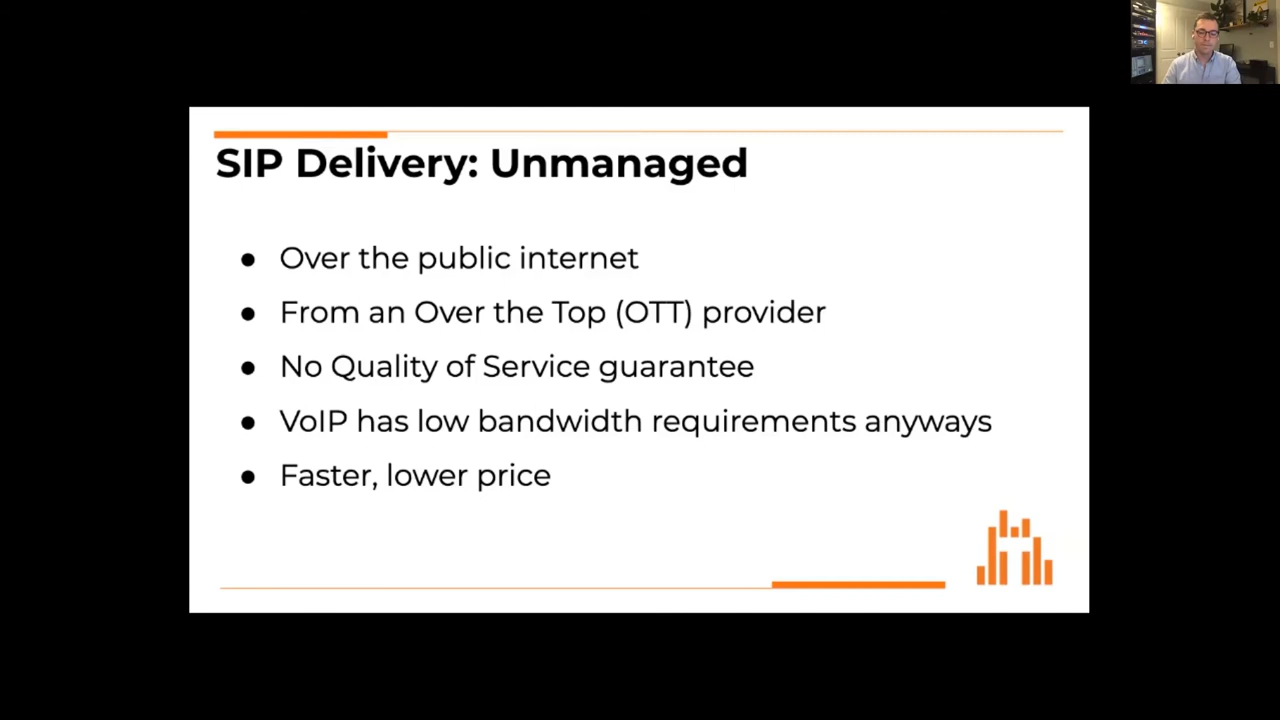 SIP Delivery: Unmanaged
● Over the public internet
● From an Over the Top (OTT) provider
● No Quality of Service guarantee
● VoIP has low bandwidth requirements anyways
● Faster, lower price